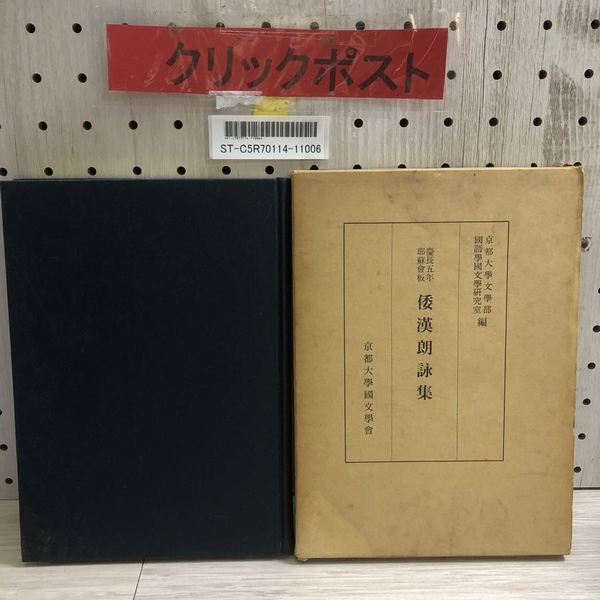 クリックポスト
ST-C5R70114-11006
京都大學文學部
國語學國文學研究室
編
慶長五年
耶蘇會板
倭漢朗詠集
京都大學國文學會